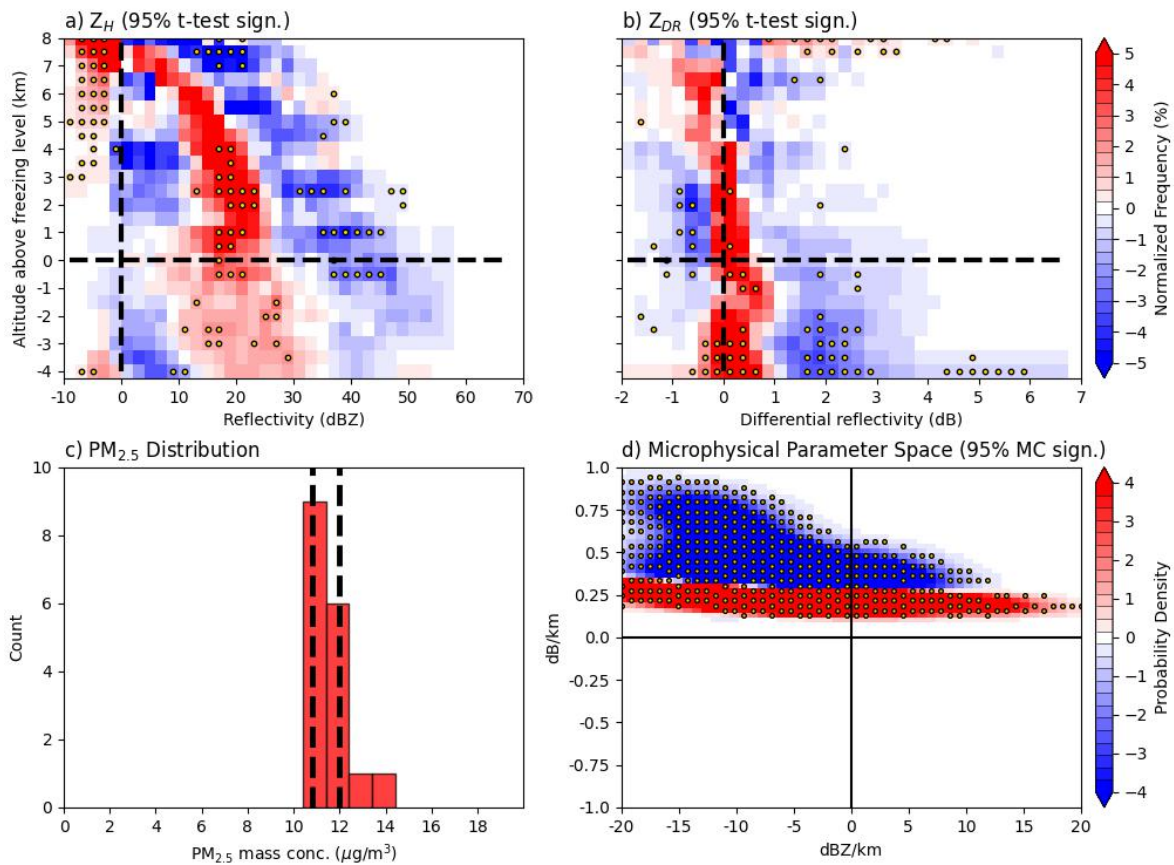 a) Z_H (95% t-test sign.)
b) Z_DR (95% t-test sign.)
8
7
6
5
4
3
2
1
0
-1
-2
-3
-4
Altitude above freezing level (km)
-10 0 10 20 30 40 50 60 70
Reflectivity (dBZ)
-2 -1 0 1 2 3 4 5 6 7
Differential reflectivity (dB)
5
4
3
2
1
0
−1
−2
−3
−4
−5
Normalized Frequency (%)
c) PM2.5 Distribution
d) Microphysical Parameter Space (95% MC sign.)
10
8
6
4
2
0
Count
0 2 4 6 8 10 12 14 16 18
PM2.5 mass conc. (μg/m³)
1.0
0.75
0.5
0.25
0.0
-0.25
-0.5
-0.75
-1.0
dB/km
-20 -15 -10 -5 0 5 10 15 20
dBZ/km
4
3
2
1
0
−1
−2
−3
−4
Probability Density